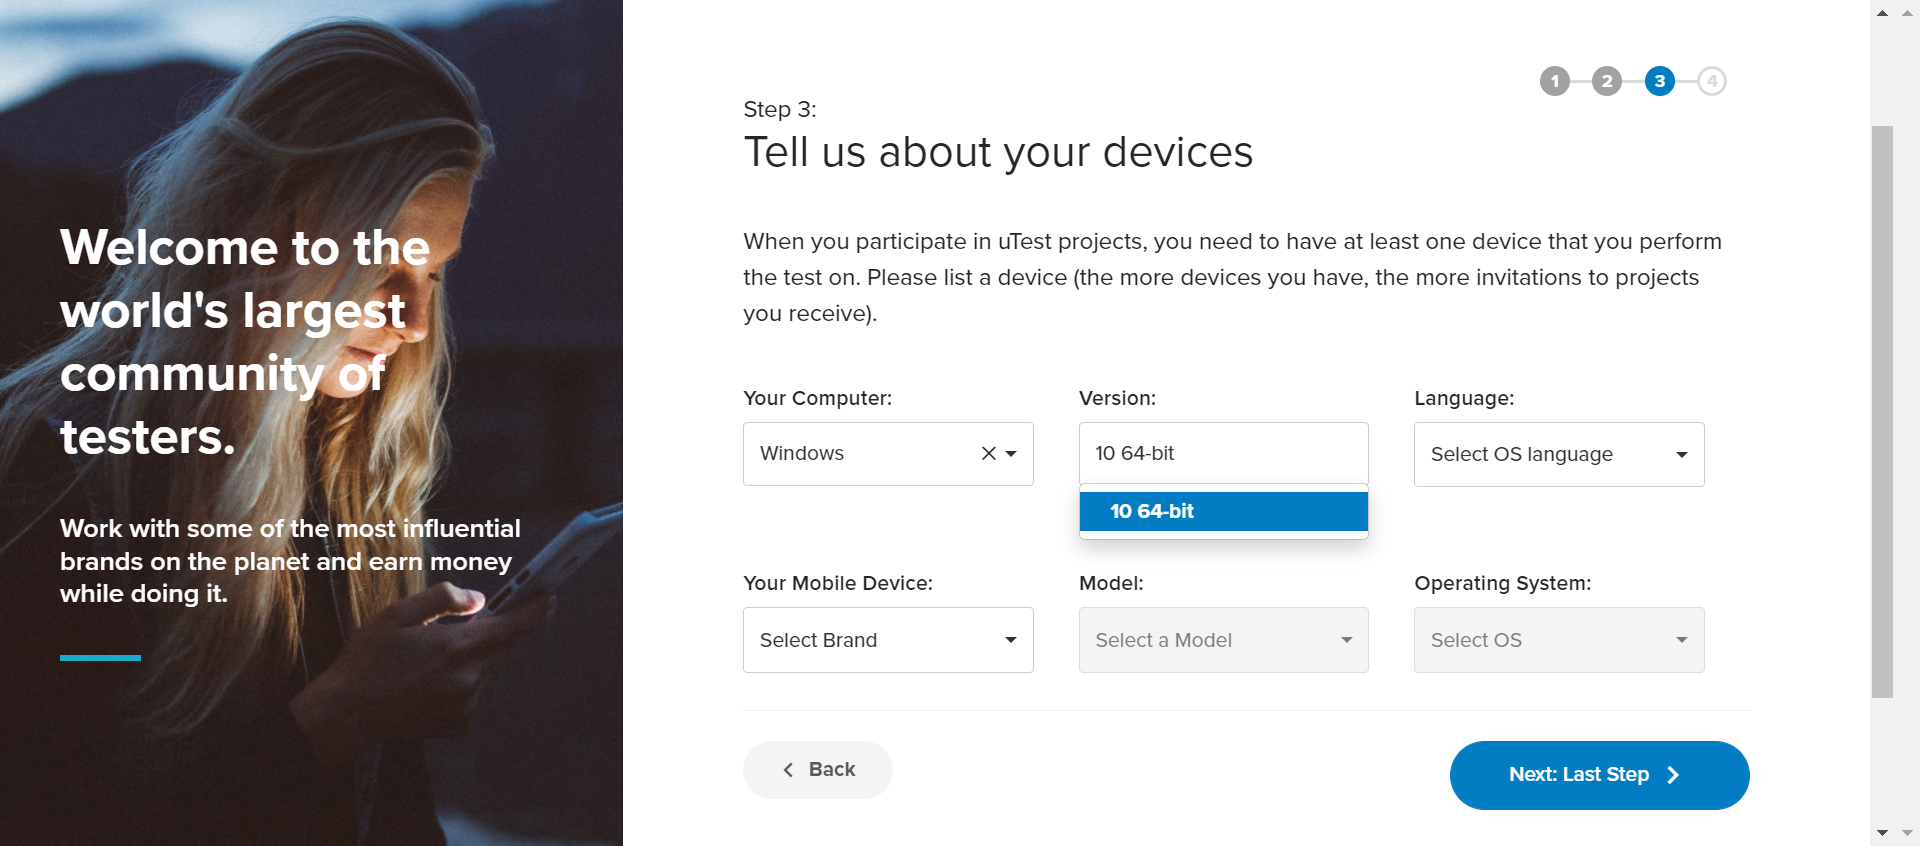 Welcome to the
world's largest
community of
testers.
Work with some of the most influential
brands on the planet and earn money
while doing it.
1 2 3 4
Step 3:
Tell us about your devices
When you participate in uTest projects, you need to have at least one device that you perform
the test on. Please list a device (the more devices you have, the more invitations to projects
you receive).
Your Computer: Version: Language:
Windows 10 64-bit Select OS language
10 64-bit
Your Mobile Device: Model: Operating System:
Select Brand Select a Model Select OS
Back Next: Last Step